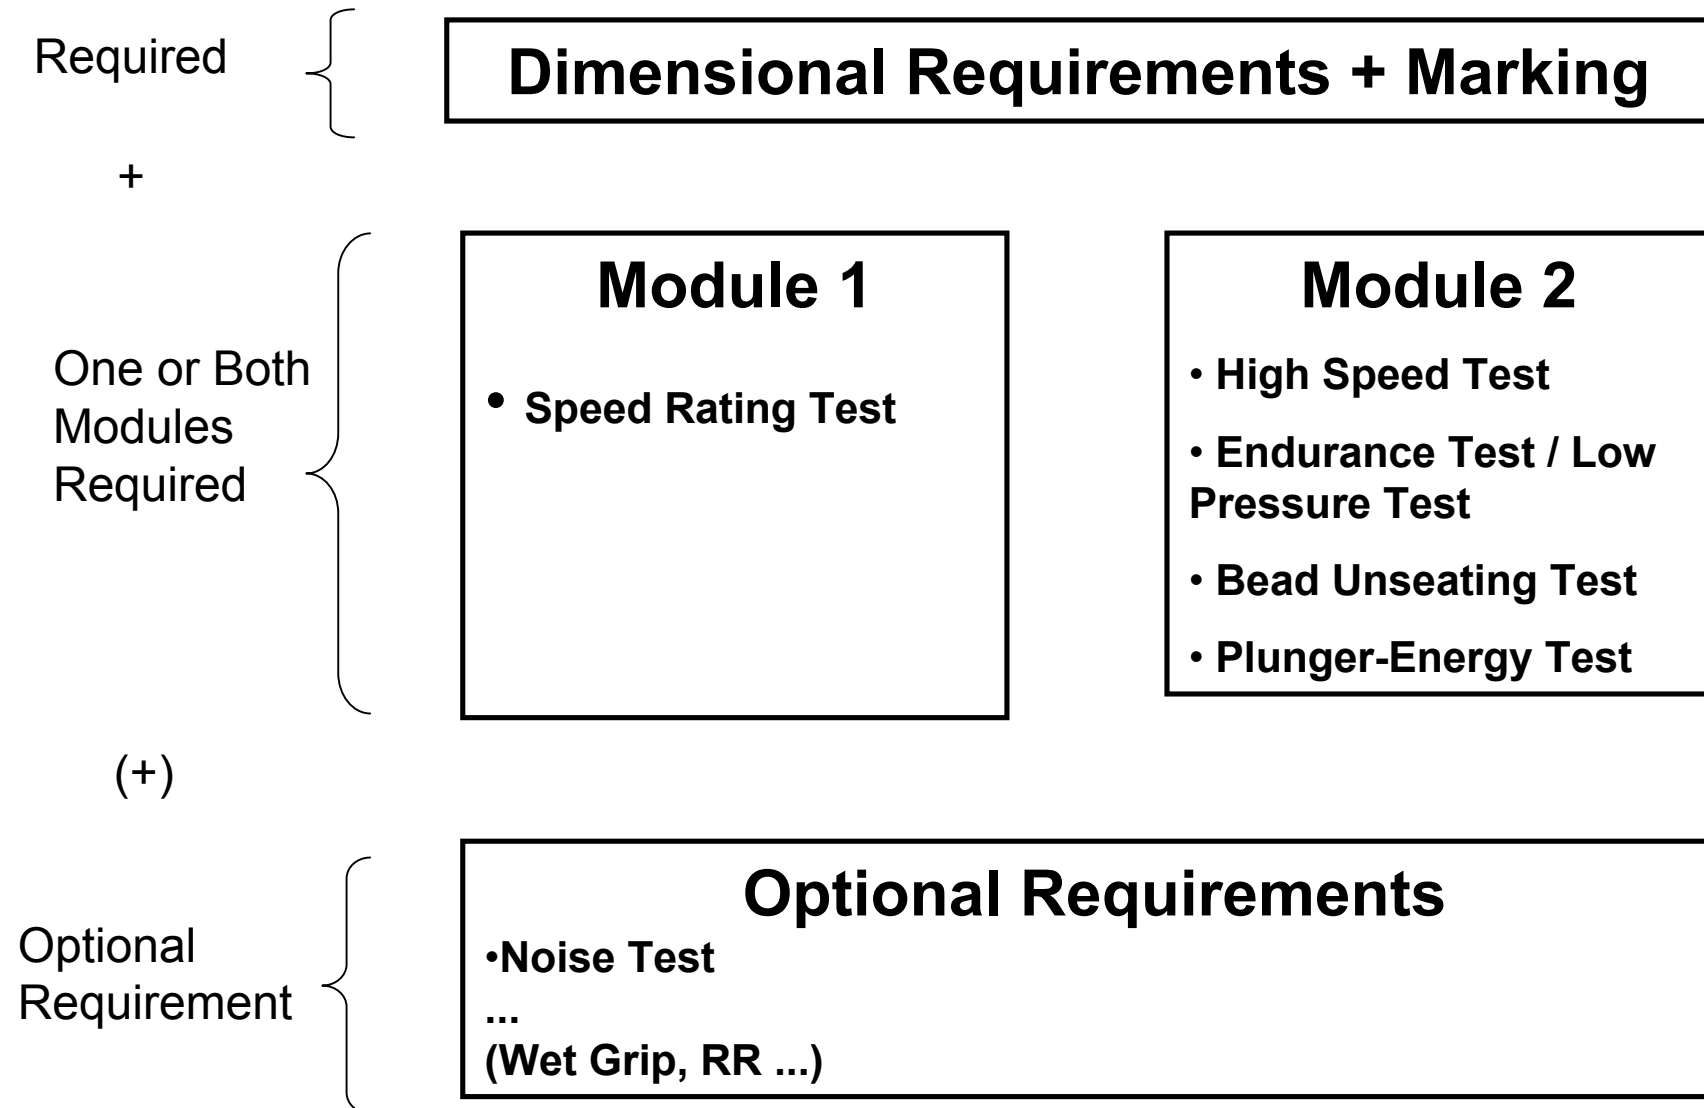 Required
Dimensional Requirements + Marking
+
One or Both
Modules
Required
Module 1
• Speed Rating Test
Module 2
• High Speed Test
• Endurance Test / Low
Pressure Test
• Bead Unseating Test
• Plunger-Energy Test
(+)
Optional
Requirement
Optional Requirements
•Noise Test
...
(Wet Grip, RR ...)